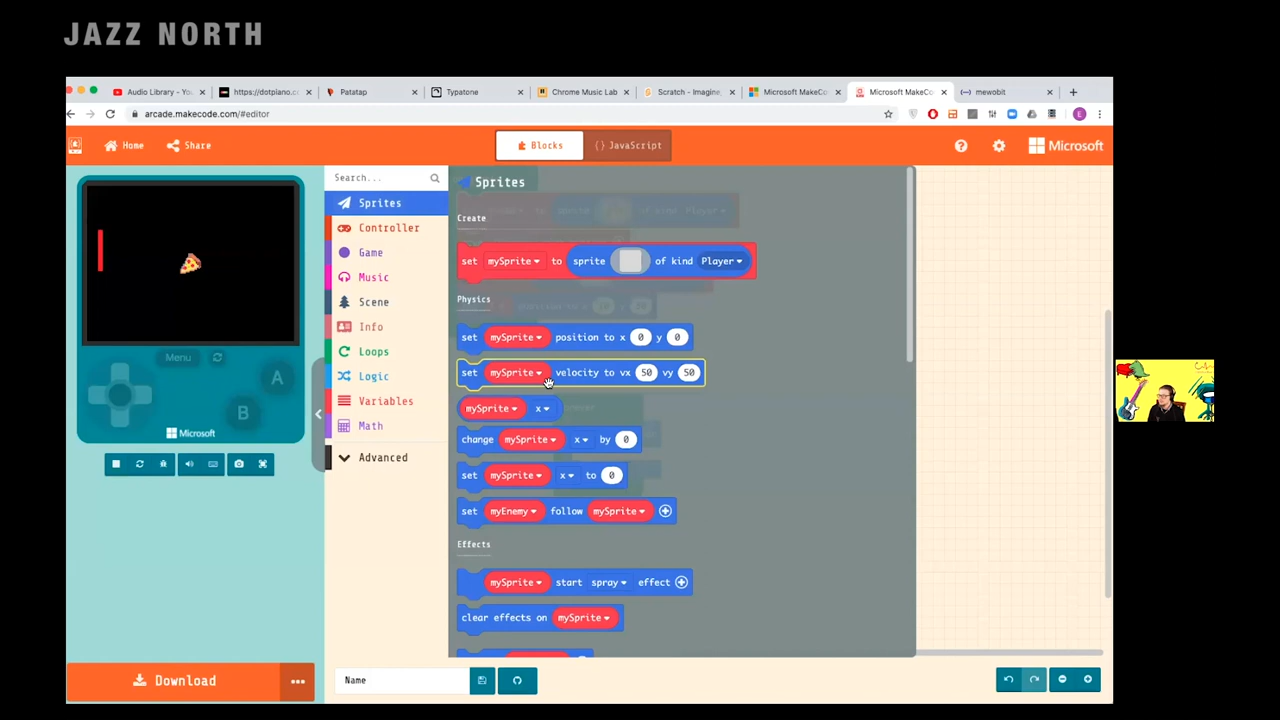 JAZZ NORTH
Audio Library - Yo
https://dotpiano.c
Patatap
Typatone
Chrome Music Lab
Scratch - Imagine,
Microsoft MakeCo
Microsoft MakeCo
mewobit
arcade.makecode.com/#editor
E
Home
Share
Blocks
JavaScript
Microsoft
Search...
Sprites
Controller
Game
Music
Scene
Info
Loops
Logic
Variables
Math
Advanced
Menu
A
B
Microsoft
Sprites
Create
set mySprite to sprite of kind Player
Physics
set mySprite position to x 0 y 0
set mySprite velocity to vx 50 vy 50
mySprite x
change mySprite x by 0
set mySprite x to 0
set myEnemy follow mySprite
Effects
mySprite start spray effect
clear effects on mySprite
Download
Name